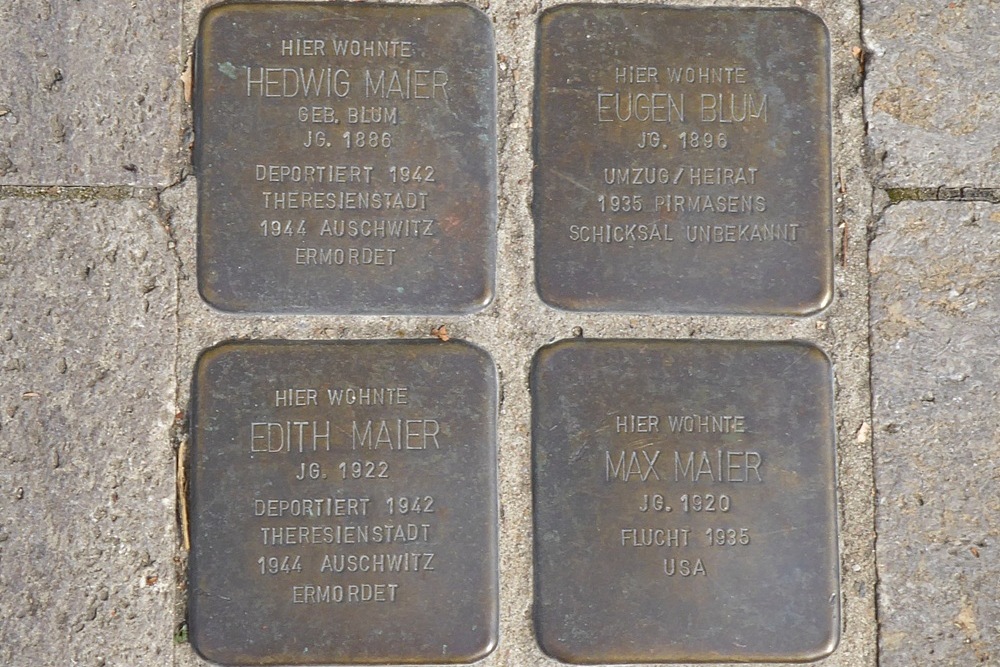 HIER WOHNTE
HEDWIG MAIER
GEB. BLUM
JG. 1886
DEPORTIERT 1942
THERESIENSTADT
1944 AUSCHWITZ
ERMORDET
HIER WOHNTE
EUGEN BLUM
JG. 1896
UMZUG/HEIRAT
1935 PIRMASENS
SCHICKSAL UNBEKANNT
HIER WOHNTE
EDITH MAIER
JG. 1922
DEPORTIERT 1942
THERESIENSTADT
1944 AUSCHWITZ
ERMORDET
HIER WOHNTE
MAX MAIER
JG. 1920
FLUCHT 1935
USA